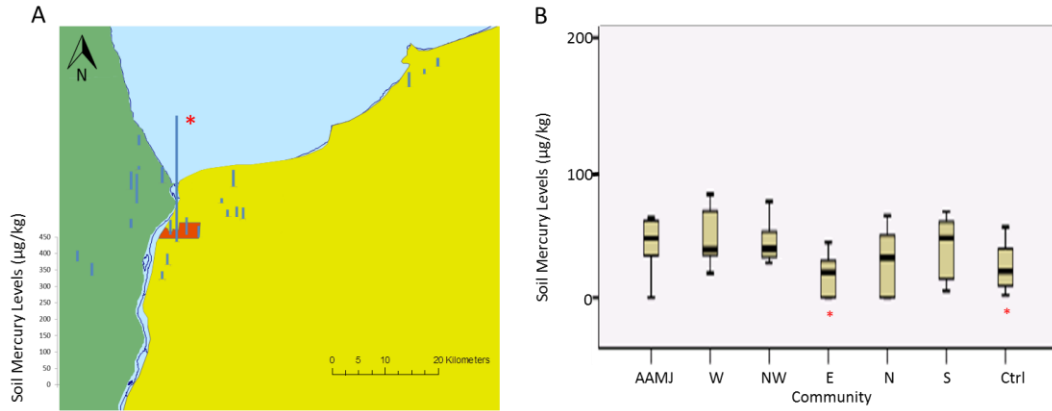 A
N
*
Soil Mercury Levels (µg/kg)
450
400
350
300
250
200
150
100
50
0
0 5 10 20 Kilometers
B
Soil Mercury Levels (µg/kg)
200
100
0
* *
AAMJ W NW E N S Ctrl
Community